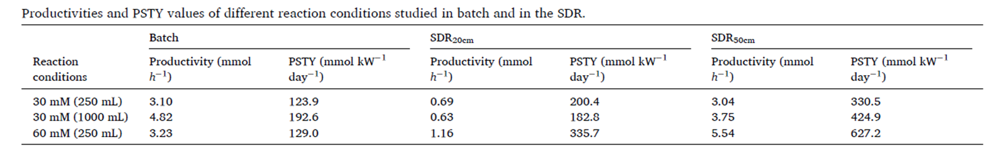 Productivities and PSTY values of different reaction conditions studied in batch and in the SDR.
Batch SDR20cm SDR50cm
Reaction Productivity (mmol PSTY (mmol kW−1 Productivity (mmol PSTY (mmol kW−1 Productivity (mmol PSTY (mmol kW−1
conditions h−1) day−1) h−1) day−1) h−1) day−1)
30 mM (250 mL) 3.10 123.9 0.69 200.4 3.04 330.5
30 mM (1000 mL) 4.82 192.6 0.63 182.8 3.75 424.9
60 mM (250 mL) 3.23 129.0 1.16 335.7 5.54 627.2